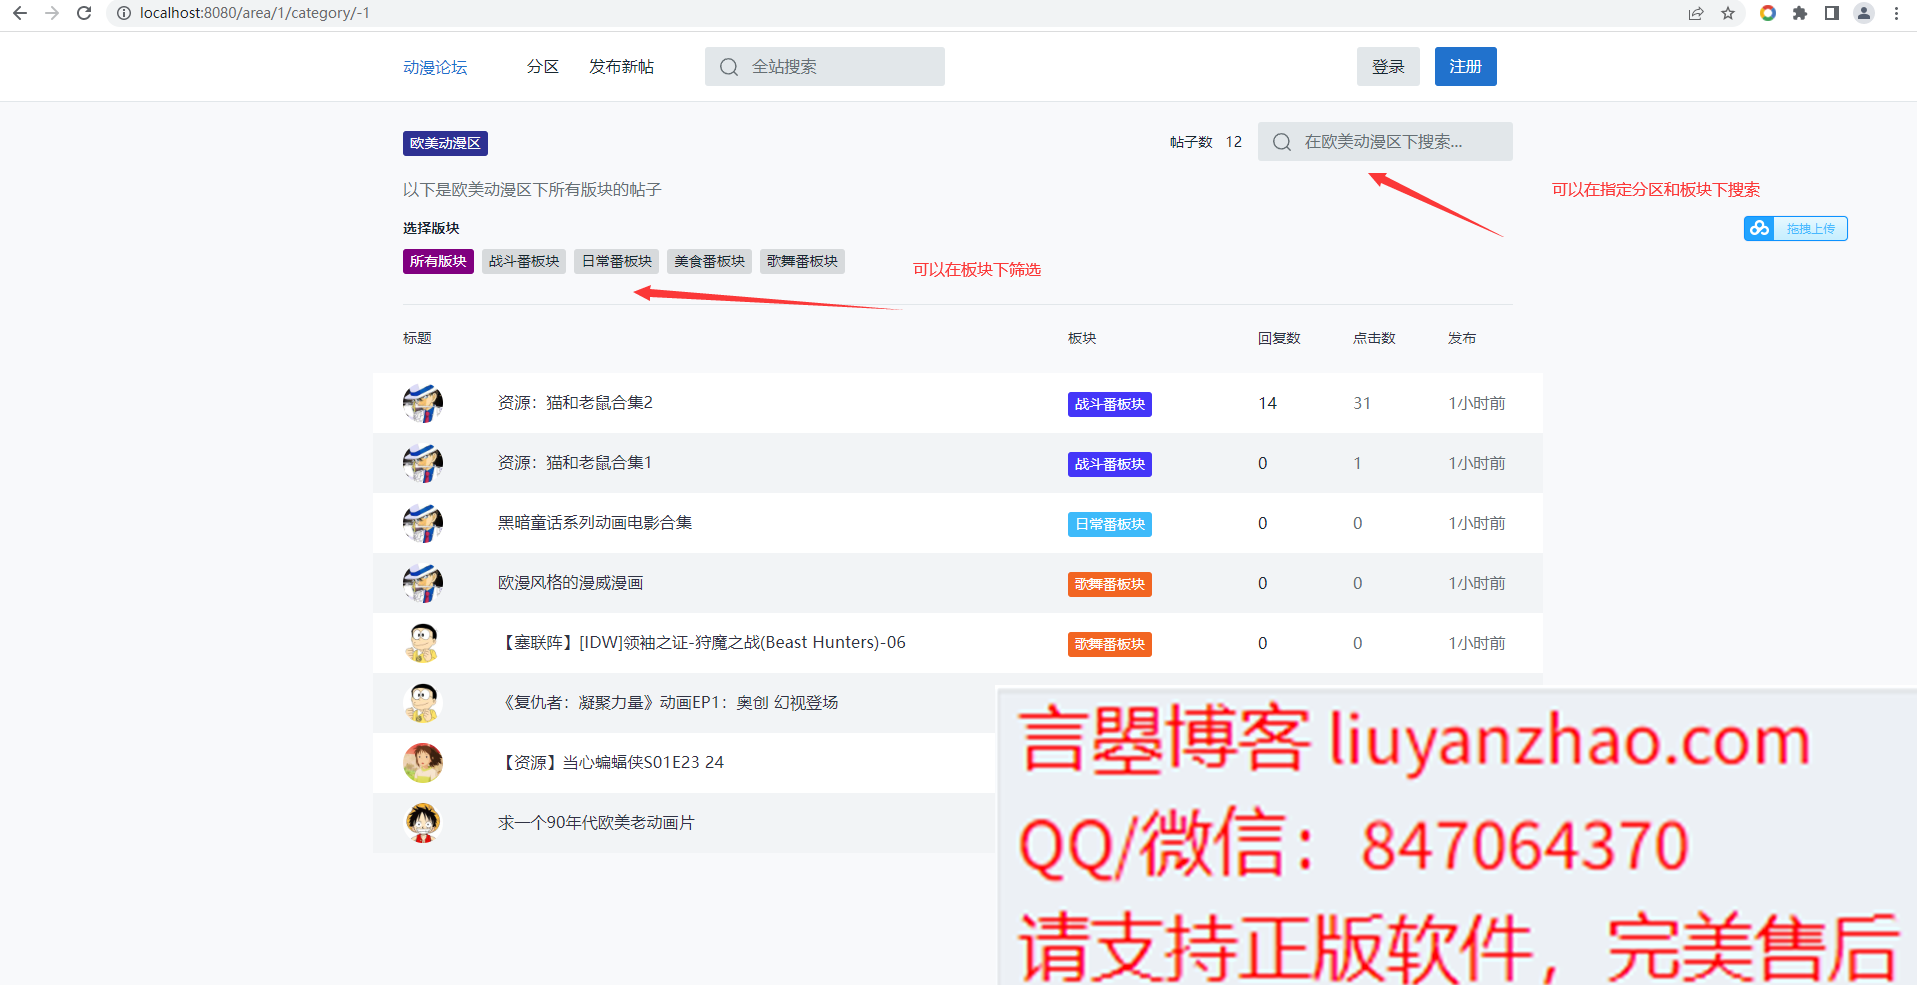 localhost:8080/area/1/category/-1
动漫论坛 分区 发布新帖 全站搜索 登录 注册
欧美动漫区 帖子数 12 在欧美动漫区下搜索...
以下是欧美动漫区下所有版块的帖子 可以在指定分区和板块下搜索
选择版块 拖拽上传
所有版块 战斗番板块 日常番板块 美食番板块 歌舞番板块 可以在板块下筛选
标题 板块 回复数 点击数 发布
资源：猫和老鼠合集2 战斗番板块 14 31 1小时前
资源：猫和老鼠合集1 战斗番板块 0 1 1小时前
黑暗童话系列动画电影合集 日常番板块 0 0 1小时前
欧漫风格的漫威漫画 歌舞番板块 0 0 1小时前
【塞联阵】[IDW]领袖之证-狩魔之战(Beast Hunters)-06 歌舞番板块 0 0 1小时前
《复仇者：凝聚力量》动画EP1：奥创 幻视登场
【资源】当心蝙蝠侠S01E23 24
求一个90年代欧美老动画片
言曌博客 liuyanzhao.com
QQ/微信：847064370
请支持正版软件，完美售后